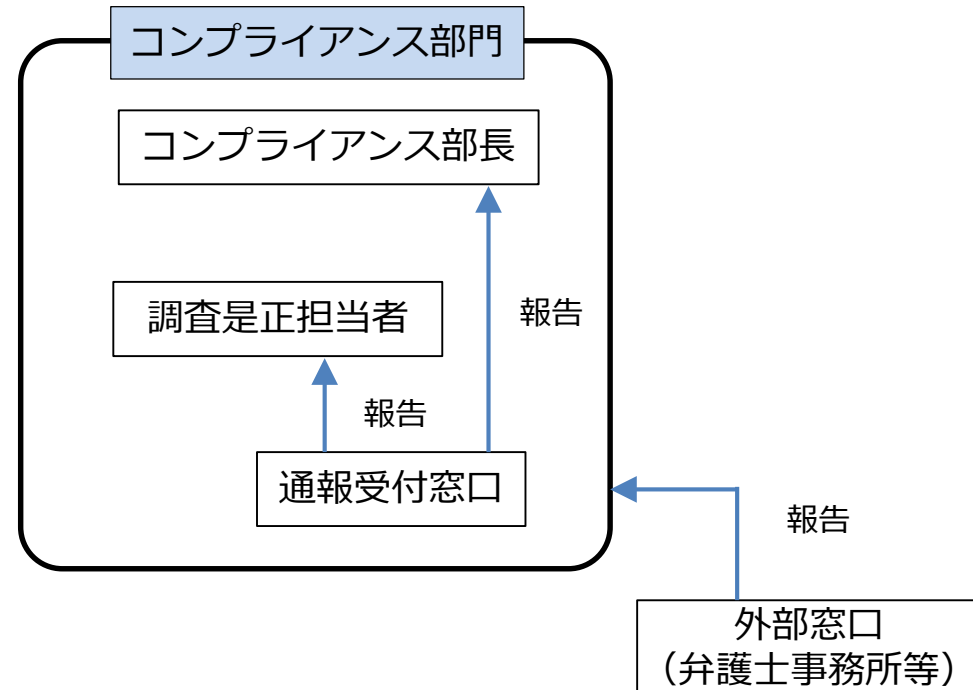 コンプライアンス部門
コンプライアンス部長
調査是正担当者
報告
報告
通報受付窓口
報告
外部窓口
（弁護士事務所等）